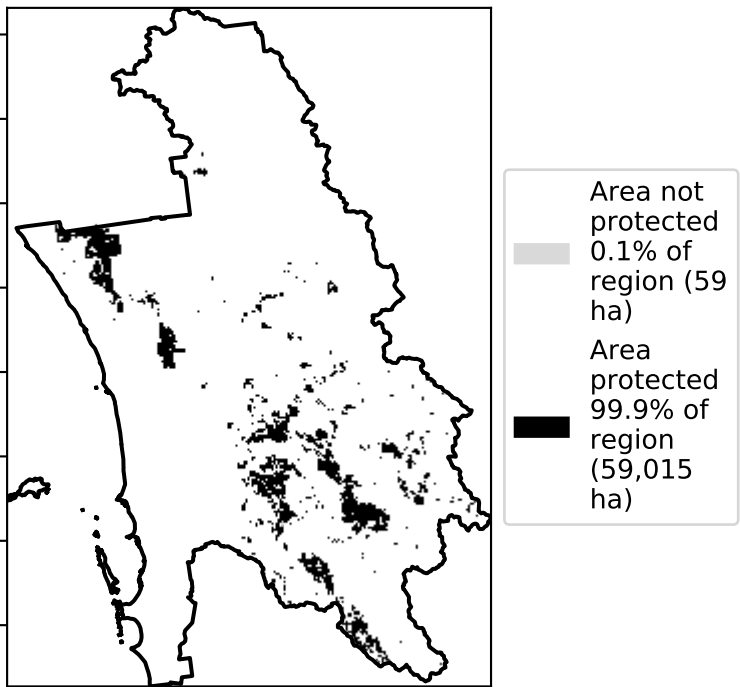 Area not
protected
0.1% of
region (59
ha)
Area
protected
99.9% of
region
(59,015
ha)